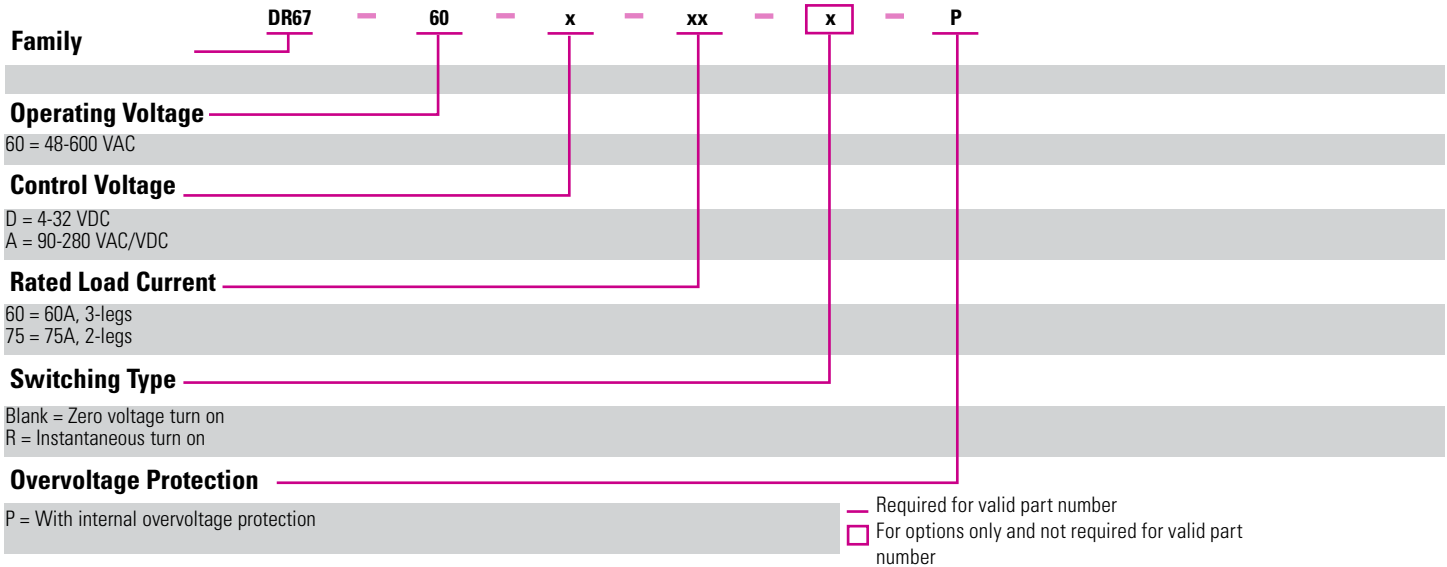 DR67 – 60 – x – xx – x – P
Family
Operating Voltage
60 = 48-600 VAC
Control Voltage
D = 4-32 VDC
A = 90-280 VAC/VDC
Rated Load Current
60 = 60A, 3-legs
75 = 75A, 2-legs
Switching Type
Blank = Zero voltage turn on
R = Instantaneous turn on
Overvoltage Protection
P = With internal overvoltage protection
Required for valid part number
For options only and not required for valid part
number